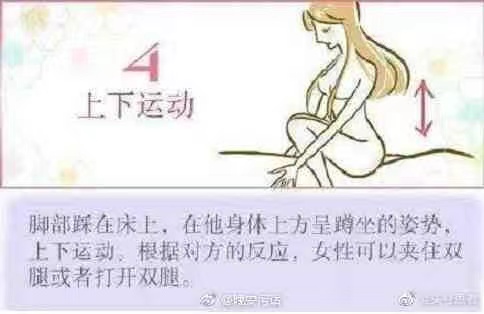 4
上下运动
脚部踩在床上，在他身体上方呈蹲坐的姿势，
上下运动。根据对方的反应，女性可以夹住双
腿或者打开双腿。